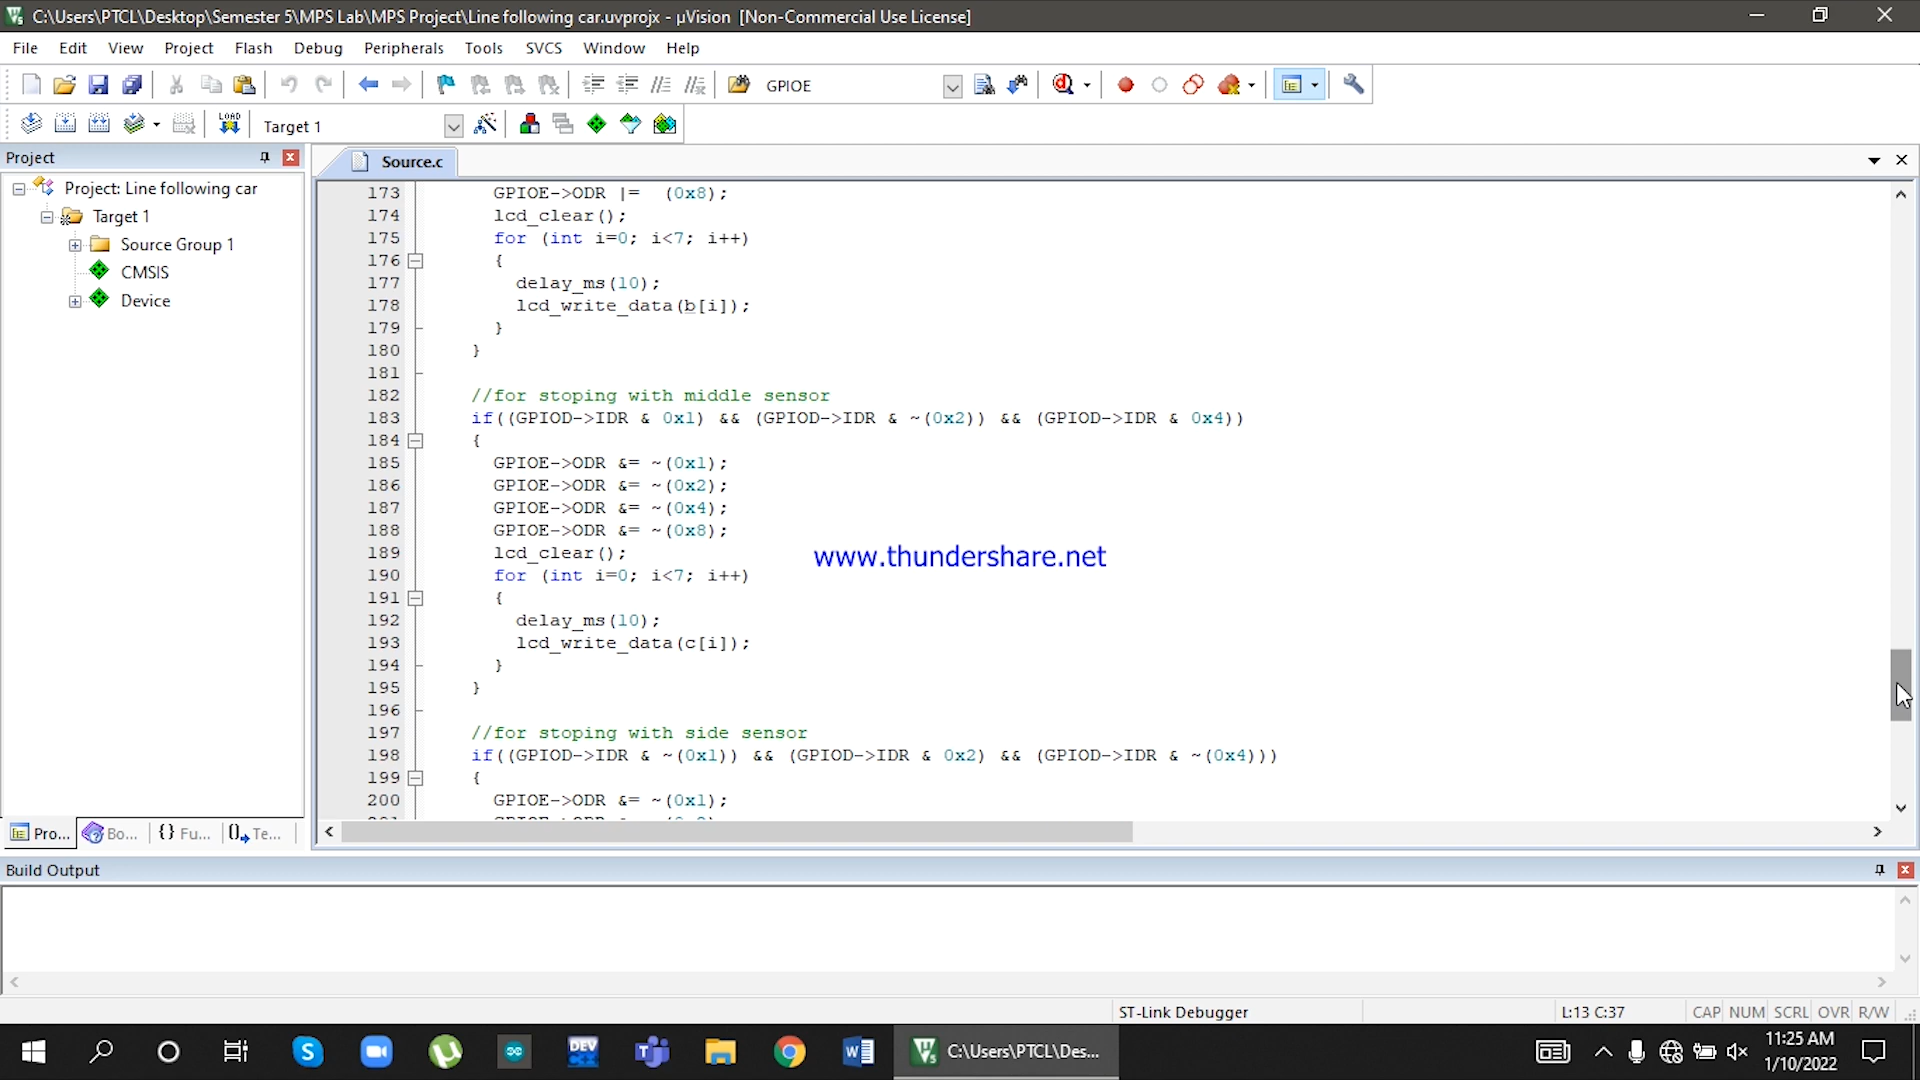 C:\Users\PTCL\Desktop\Semester 5\MPS Lab\MPS Project\Line following car.uvprojx - µVision [Non-Commercial Use License]
File Edit View Project Flash Debug Peripherals Tools SVCS Window Help
GPIOE
LOAD Target 1
Project
Source.c
Project: Line following car
Target 1
Source Group 1
CMSIS
Device
173 GPIOE->ODR |= (0x8);
174 lcd_clear();
175 for (int i=0; i<7; i++)
176 {
177 delay_ms(10);
178 lcd_write_data(b[i]);
179 }
180 }
181
182 //for stoping with middle sensor
183 if((GPIOD->IDR & 0x1) && (GPIOD->IDR & ~(0x2)) && (GPIOD->IDR & 0x4))
184 {
185 GPIOE->ODR &= ~(0x1);
186 GPIOE->ODR &= ~(0x2);
187 GPIOE->ODR &= ~(0x4);
188 GPIOE->ODR &= ~(0x8);
189 lcd_clear();
www.thundershare.net
190 for (int i=0; i<7; i++)
191 {
192 delay_ms(10);
193 lcd_write_data(c[i]);
194 }
195 }
196
197 //for stoping with side sensor
198 if((GPIOD->IDR & ~(0x1)) && (GPIOD->IDR & 0x2) && (GPIOD->IDR & ~(0x4)))
199 {
200 GPIOE->ODR &= ~(0x1);
Pro... Bo... {} Fu... Te...
Build Output
ST-Link Debugger L:13 C:37 CAP NUM SCRL OVR R/W
C:\Users\PTCL\Des...
11:25 AM
1/10/2022